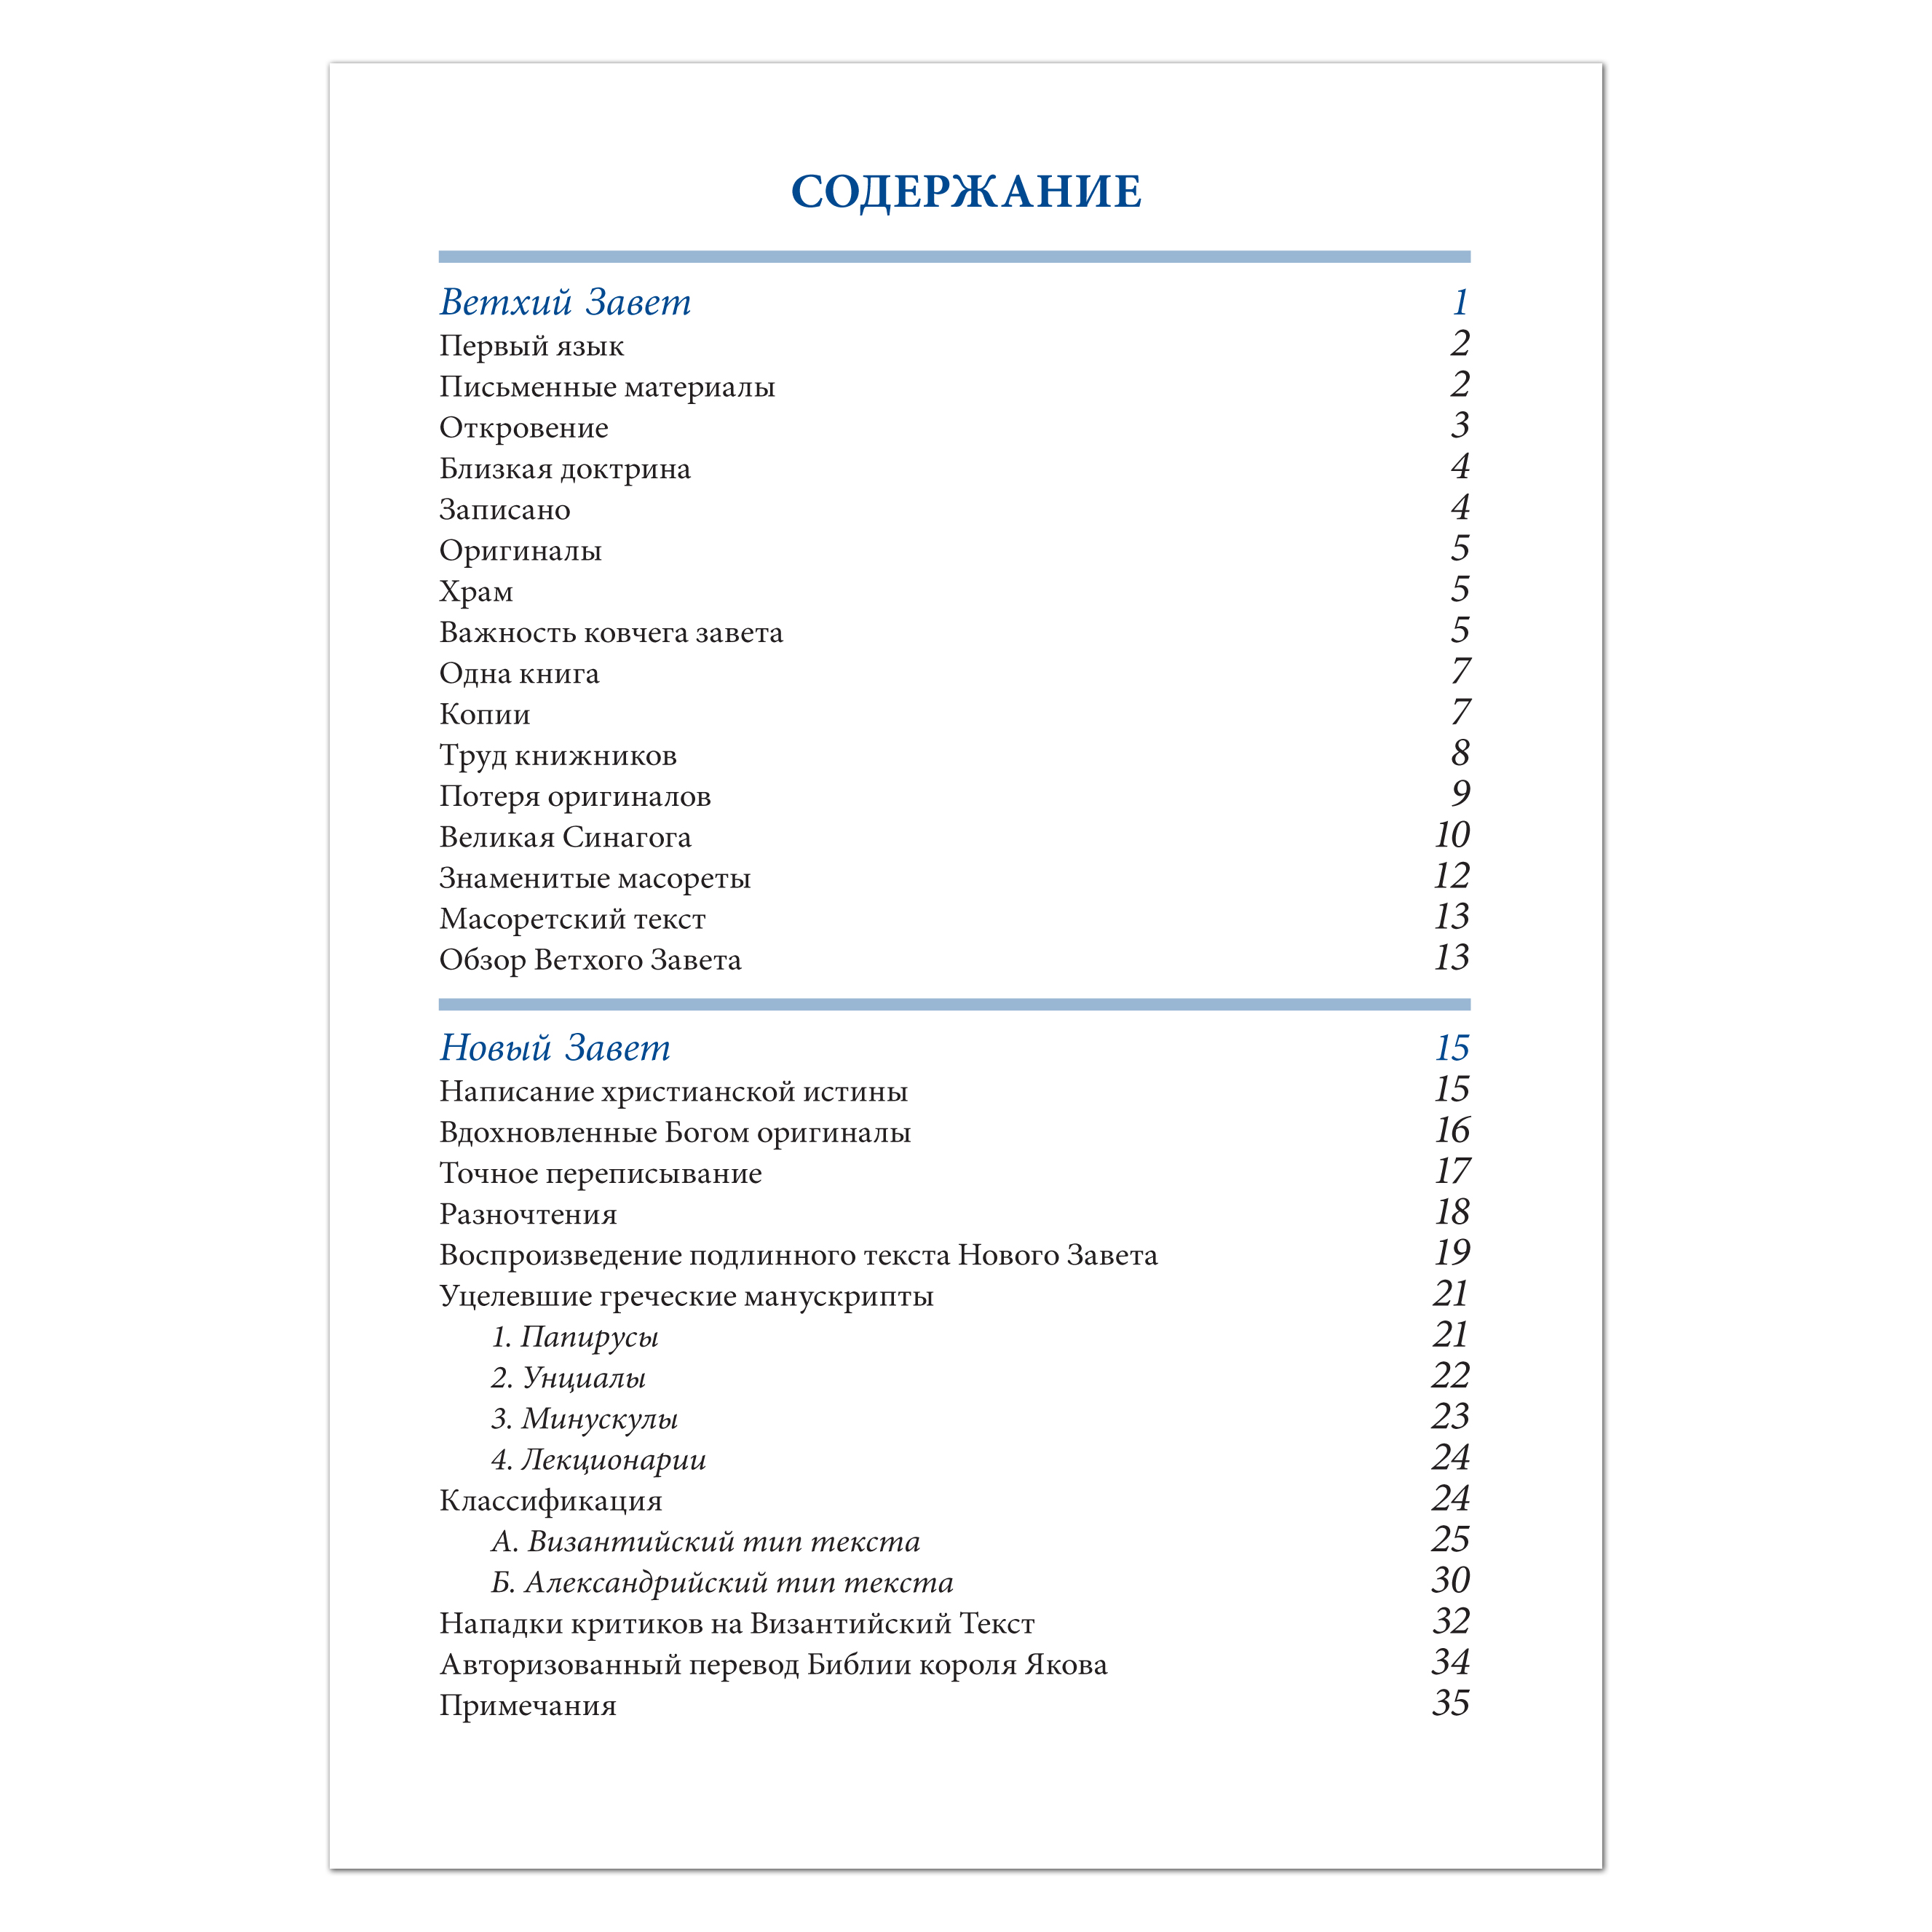 СОДЕРЖАНИЕ
Ветхий Завет 1
Первый язык 2
Письменные материалы 2
Откровение 3
Близкая доктрина 4
Записано 4
Оригиналы 5
Храм 5
Важность ковчега завета 5
Одна книга 7
Копии 7
Труд книжников 8
Потеря оригиналов 9
Великая Синагога 10
Знаменитые масореты 12
Масоретский текст 13
Обзор Ветхого Завета 13
Новый Завет 15
Написание христианской истины 15
Вдохновленные Богом оригиналы 16
Точное переписывание 17
Разночтения 18
Воспроизведение подлинного текста Нового Завета 19
Уцелевшие греческие манускрипты 21
1. Папирусы 21
2. Унциалы 22
3. Минускулы 23
4. Лекционарии 24
Классификация 24
А. Византийский тип текста 25
Б. Александрийский тип текста 30
Нападки критиков на Византийский Текст 32
Авторизованный перевод Библии короля Якова 34
Примечания 35